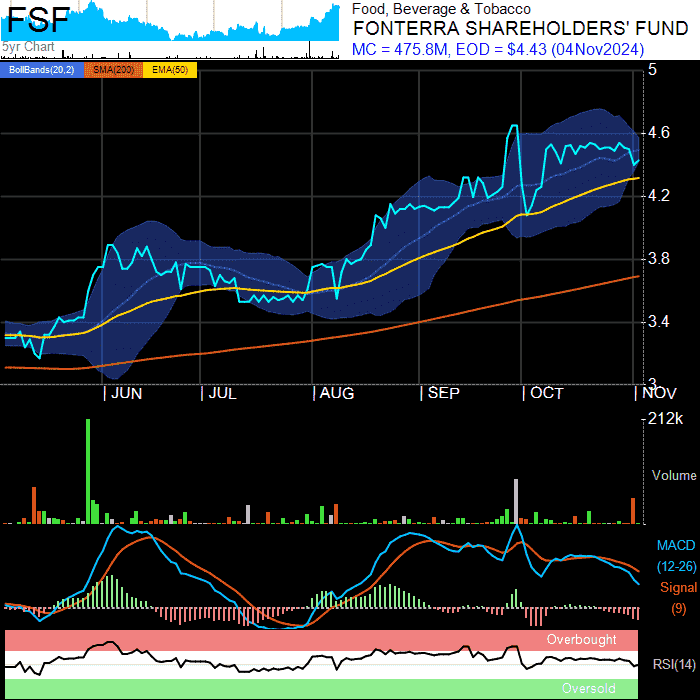 FSF
5yr Chart
Food, Beverage & Tobacco
FONTERRA SHAREHOLDERS' FUND
MC = 475.8M, EOD = $4.43 (04Nov2024)
BollBands(20,2) SMA(200) EMA(50)
5
4.6
4.2
3.8
3.4
3
JUN JUL AUG SEP OCT NOV
212k
Volume
MACD
(12-26)
Signal
(9)
Overbought
RSI(14)
Oversold